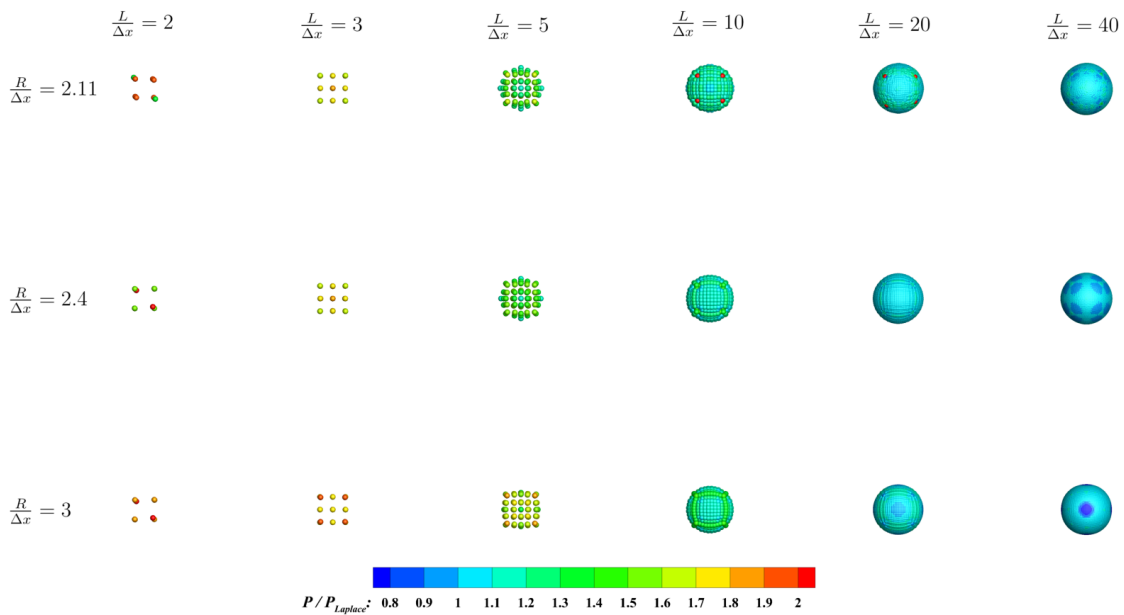 L/Δx = 2 L/Δx = 3 L/Δx = 5 L/Δx = 10 L/Δx = 20 L/Δx = 40
R/Δx = 2.11
R/Δx = 2.4
R/Δx = 3
P / P_Laplace: 0.8 0.9 1 1.1 1.2 1.3 1.4 1.5 1.6 1.7 1.8 1.9 2